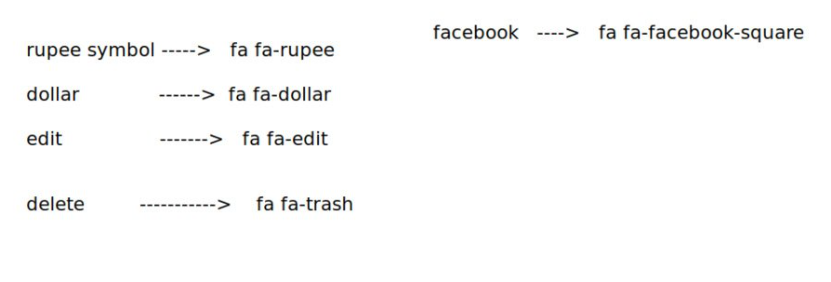 rupee symbol -----> fa fa-rupee
dollar ------> fa fa-dollar
edit -------> fa fa-edit
delete -----------> fa fa-trash
facebook ----> fa fa-facebook-square